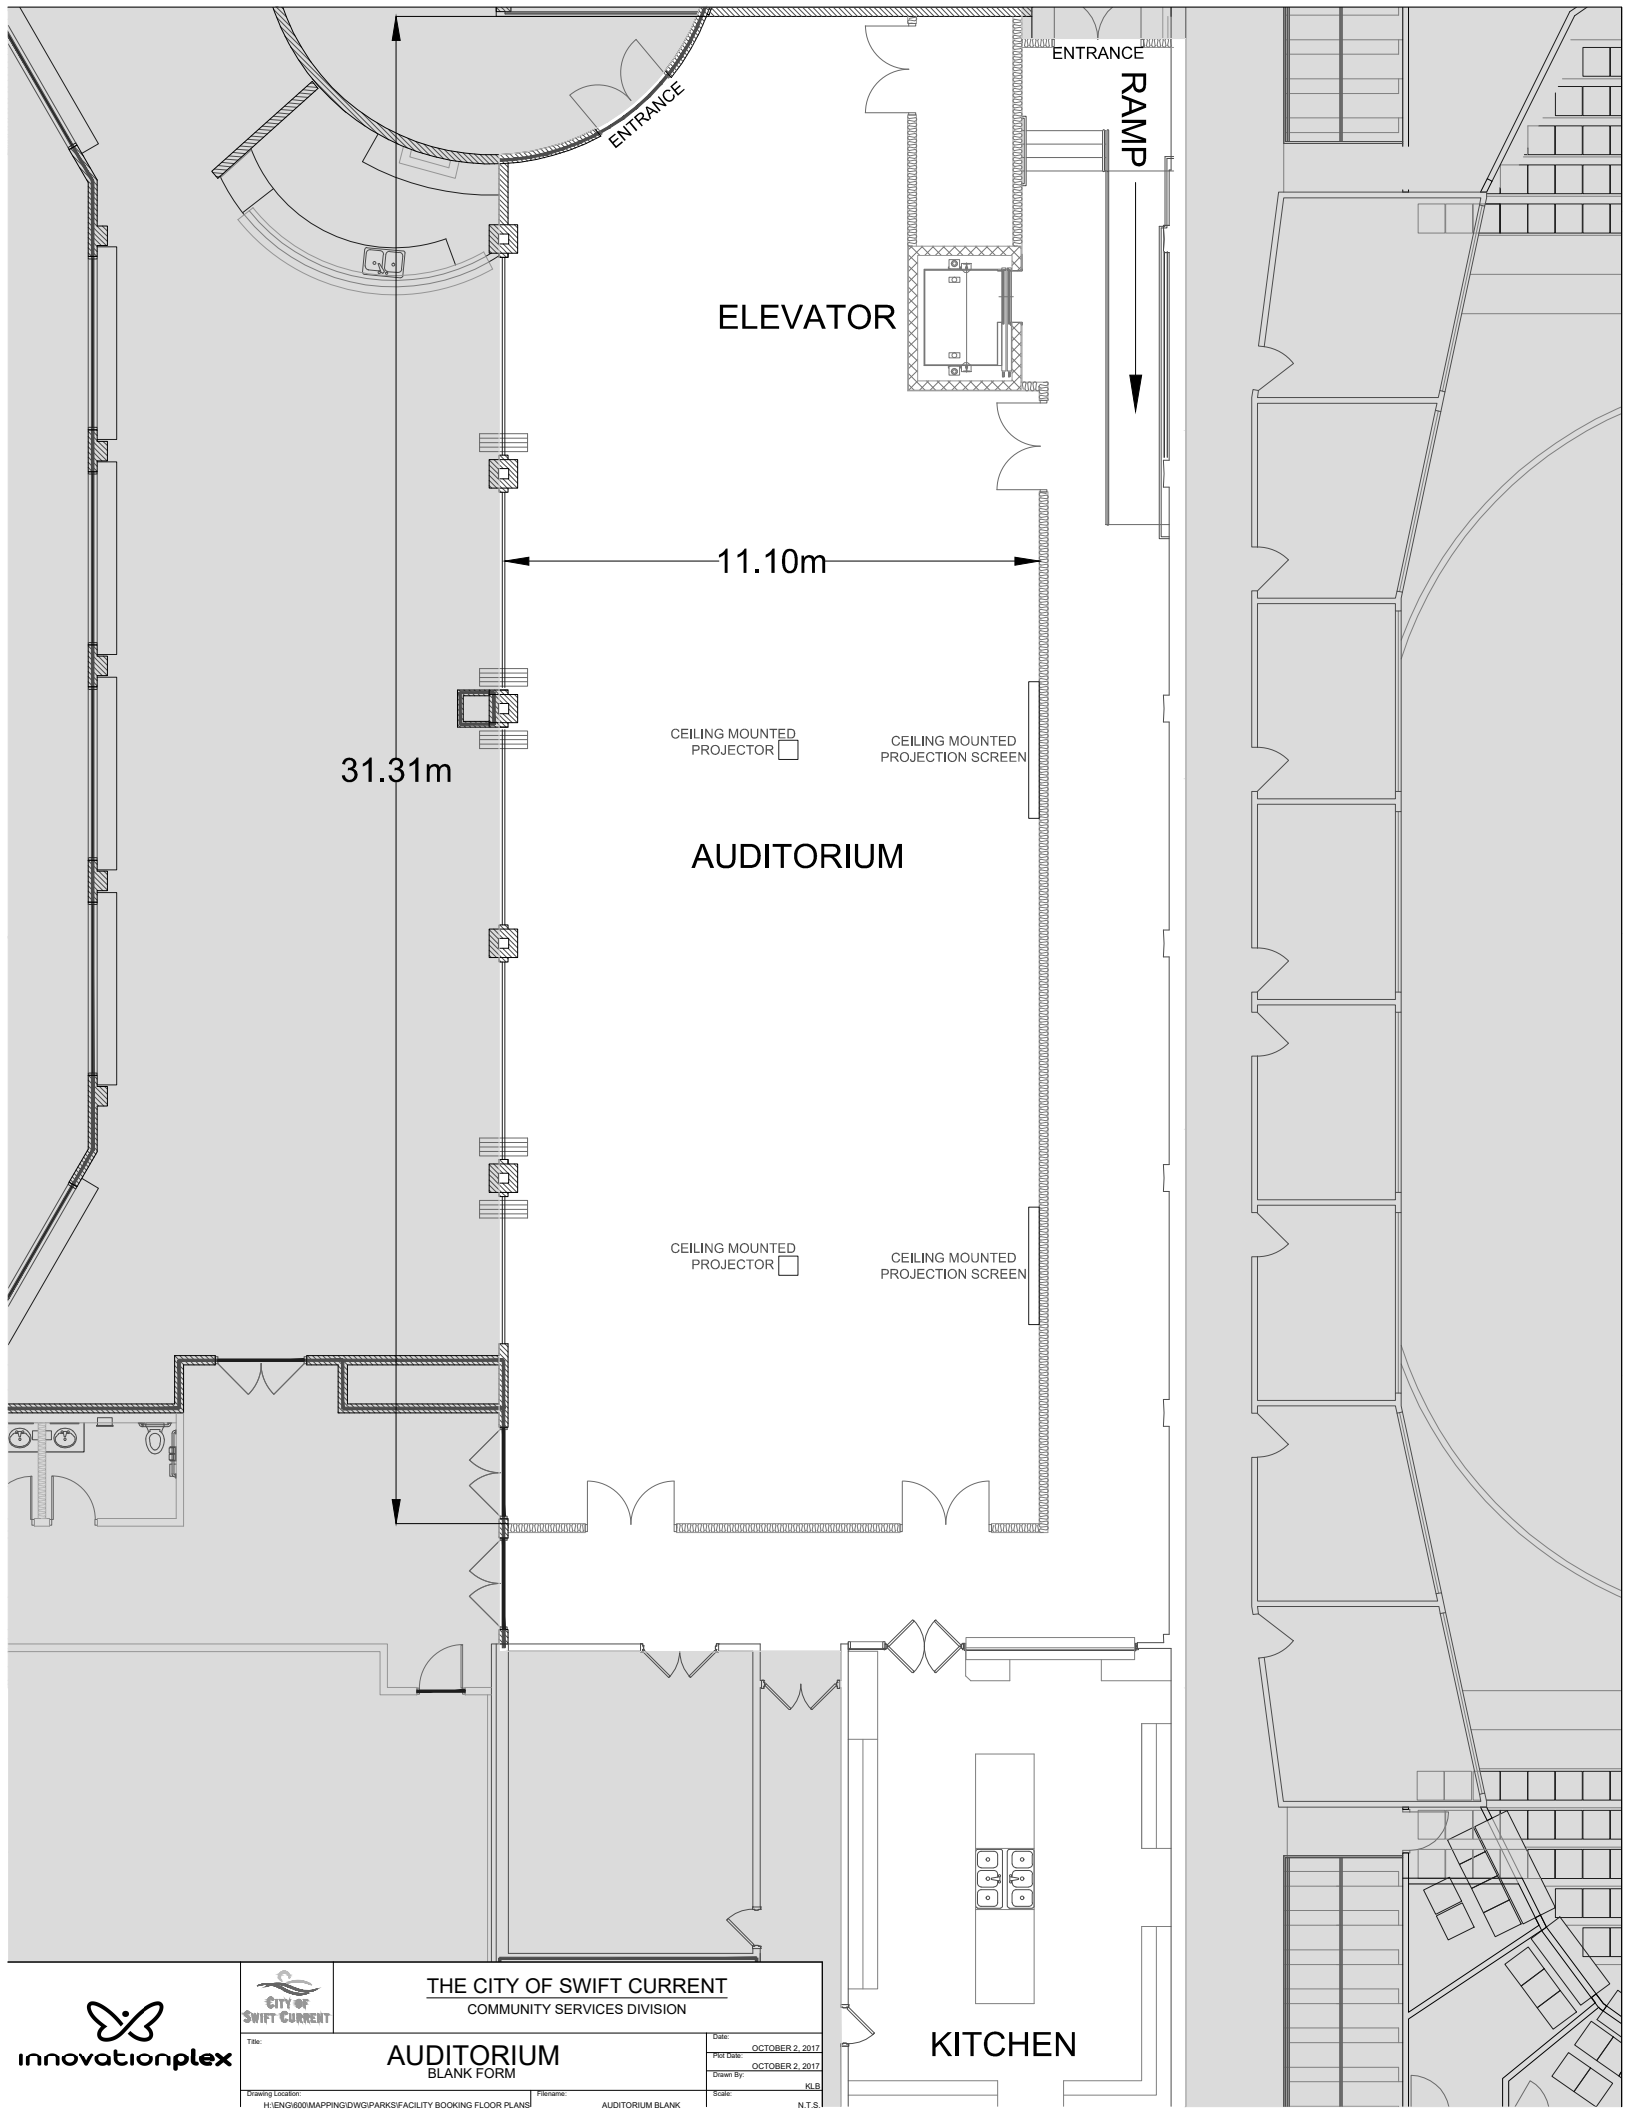 ENTRANCE
ENTRANCE
RAMP
ELEVATOR
11.10m
CEILING MOUNTED
PROJECTOR
CEILING MOUNTED
PROJECTION SCREEN
31.31m
AUDITORIUM
CEILING MOUNTED
PROJECTOR
CEILING MOUNTED
PROJECTION SCREEN
KITCHEN
innovationplex
CITY OF
SWIFT CURRENT
THE CITY OF SWIFT CURRENT
COMMUNITY SERVICES DIVISION
Title:
AUDITORIUM
BLANK FORM
Date:
OCTOBER 2, 2017
Plot Date:
OCTOBER 2, 2017
Drawn By:
KLB
Drawing Location:
H:\ENG\600\MAPPING\DWG\PARKS\FACILITY BOOKING FLOOR PLANS
Filename:
AUDITORIUM BLANK
Scale:
N.T.S.